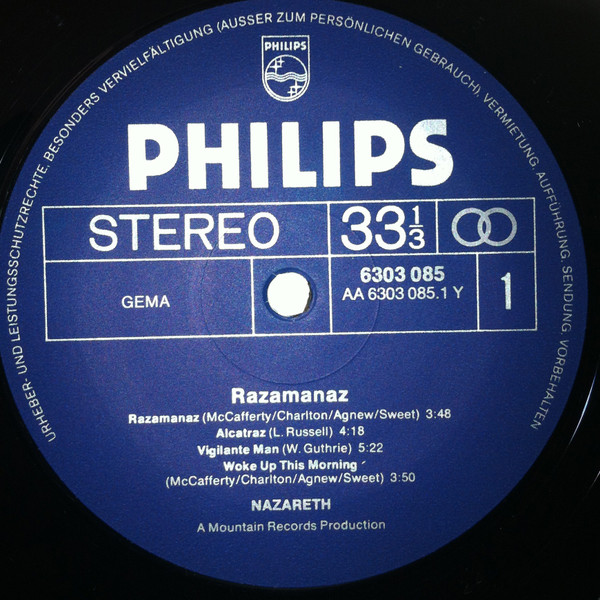 URHEBER- UND LEISTUNGSSCHUTZRECHTE, BESONDERS VERVIELFÄLTIGUNG (AUSSER ZUM PERSÖNLICHEN GEBRAUCH), VERMIETUNG, AUFFÜHRUNG, SENDUNG, VORBEHALTEN
PHILIPS
PHILIPS
STEREO 33 1/3
GEMA 6303 085 1
AA 6303 085.1 Y
Razamanaz
Razamanaz (McCafferty/Charlton/Agnew/Sweet) 3:48
Alcatraz (L. Russell) 4:18
Vigilante Man (W. Guthrie) 5:22
Woke Up This Morning
(McCafferty/Charlton/Agnew/Sweet) 3:50
NAZARETH
A Mountain Records Production